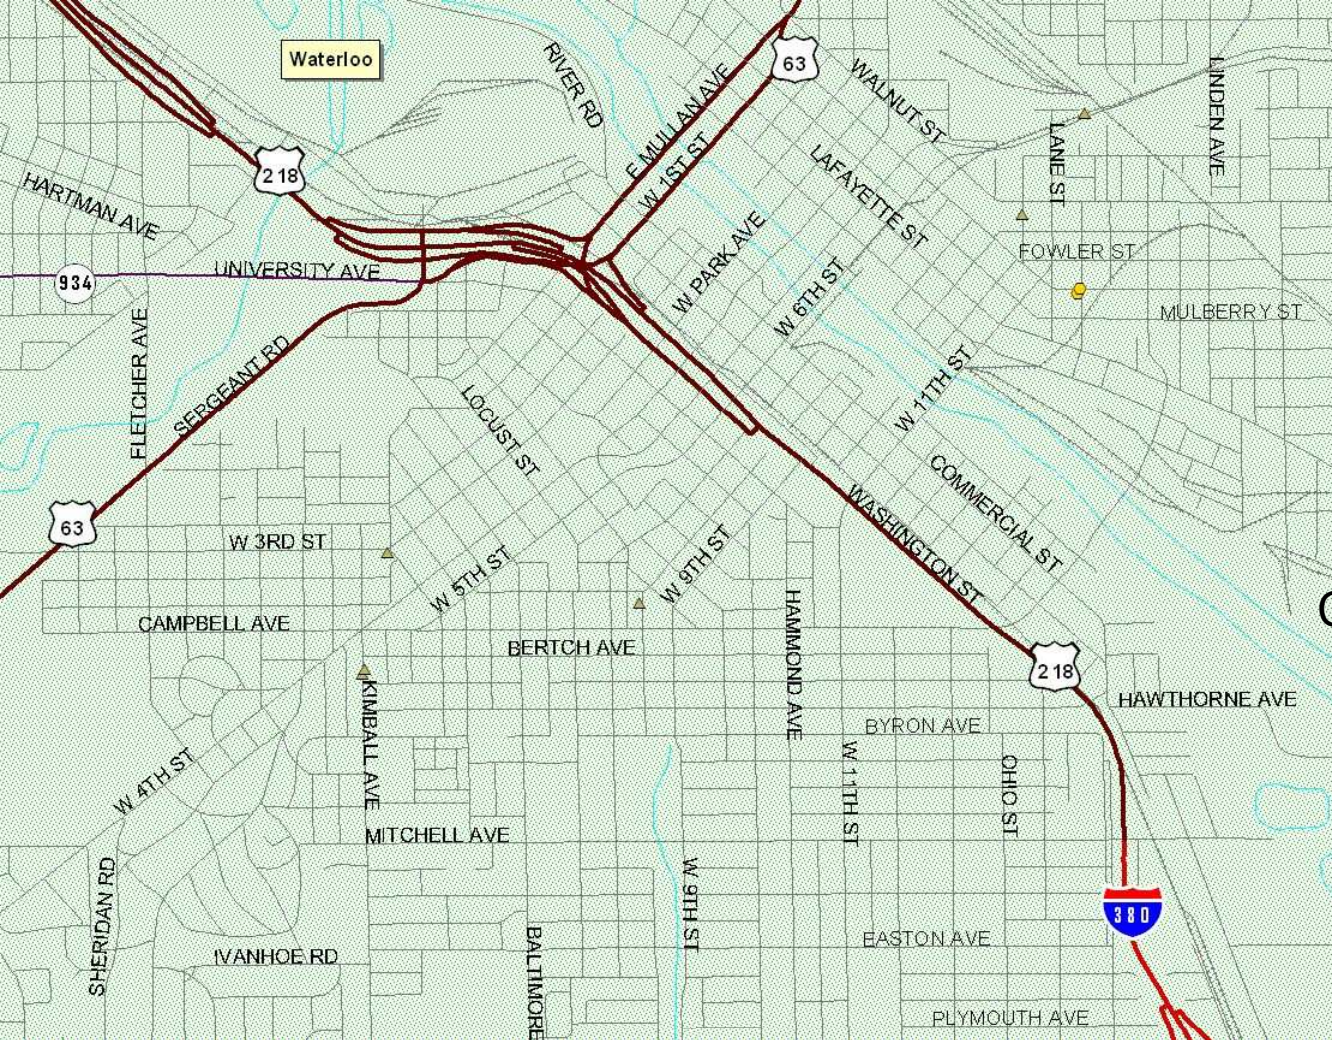 Waterloo
63
RIVER RD
WALNUT ST
LINDEN AVE
E MULLAN AVE
W 1ST ST
LANE ST
218
LAFAYETTE ST
HARTMAN AVE
FOWLER ST
W PARK AVE
UNIVERSITY AVE
934
W 6TH ST
MULBERRY ST
FLETCHER AVE
SERGEANT RD
W 11TH ST
LOCUST ST
63
COMMERCIAL ST
WASHINGTON ST
W 3RD ST
W 5TH ST
W 9TH ST
CAMPBELL AVE
BERTCH AVE
HAMMOND AVE
218
HAWTHORNE AVE
KIMBALL AVE
BYRON AVE
W 4TH ST
W 11TH ST
OHIO ST
MITCHELL AVE
SHERIDAN RD
W 9TH ST
380
EASTON AVE
IVANHOE RD
BALTIMORE
PLYMOUTH AVE